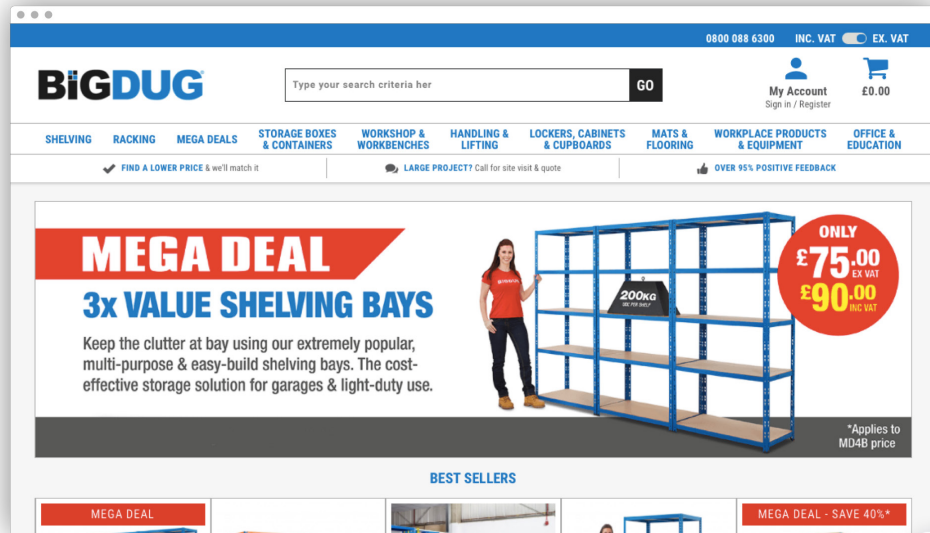 0800 088 6300 INC. VAT EX. VAT
BiGDUG
Type your search criteria her
GO
My Account
Sign in / Register
£0.00
SHELVING
RACKING
MEGA DEALS
STORAGE BOXES
& CONTAINERS
WORKSHOP &
WORKBENCHES
HANDLING &
LIFTING
LOCKERS, CABINETS
& CUPBOARDS
MATS &
FLOORING
WORKPLACE PRODUCTS
& EQUIPMENT
OFFICE &
EDUCATION
FIND A LOWER PRICE & we'll match it
LARGE PROJECT? Call for site visit & quote
OVER 95% POSITIVE FEEDBACK
MEGA DEAL
3x VALUE SHELVING BAYS
Keep the clutter at bay using our extremely popular,
multi-purpose & easy-build shelving bays. The cost-
effective storage solution for garages & light-duty use.
200KG
ONLY
£75.00
EX VAT
£90.00
INC VAT
*Applies to
MD4B price
BEST SELLERS
MEGA DEAL
MEGA DEAL - SAVE 40%*